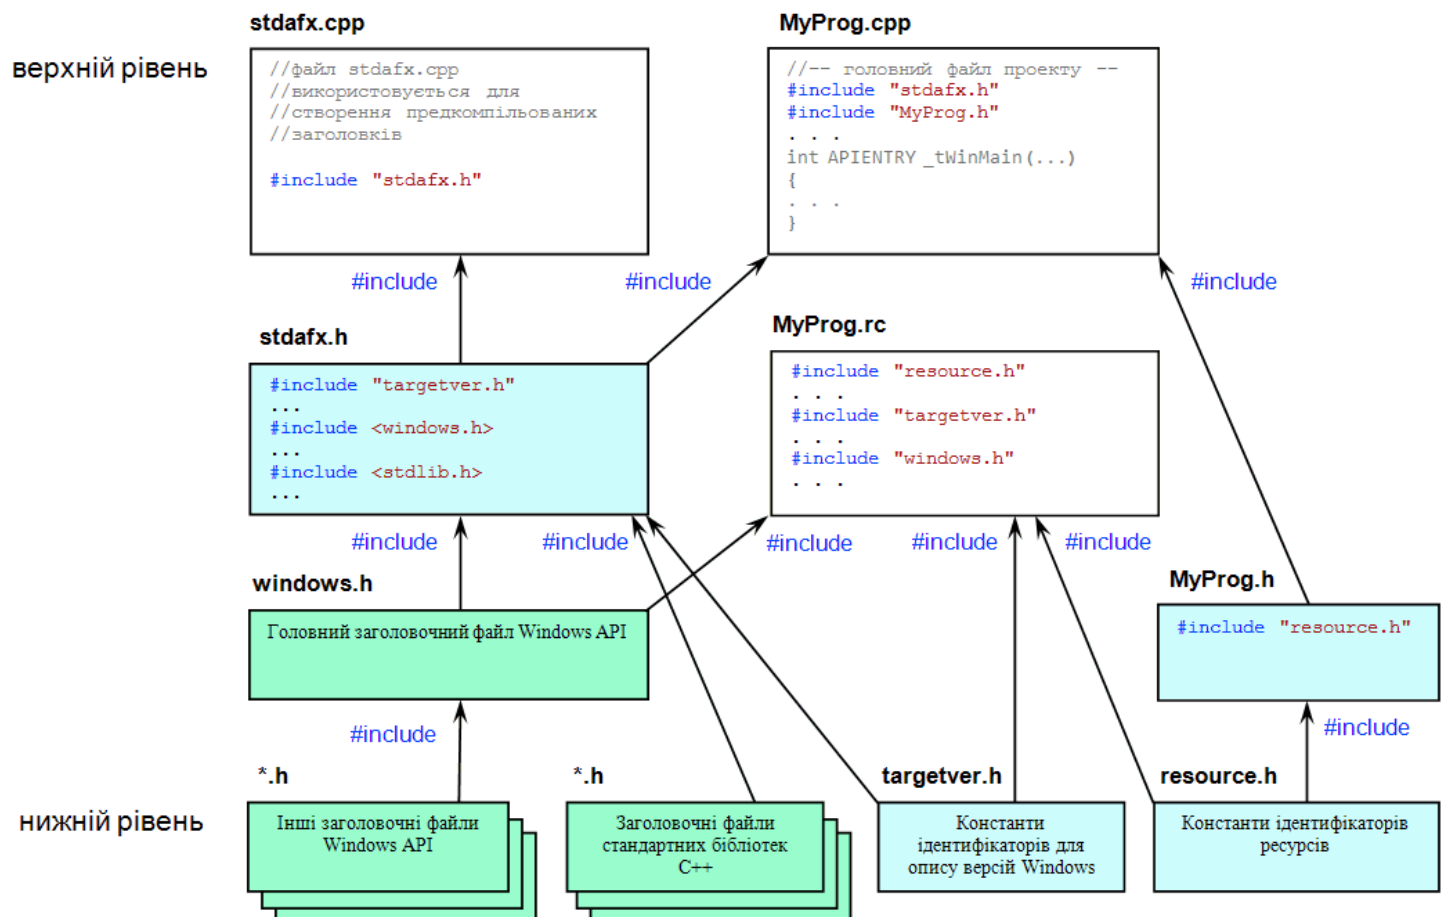 stdafx.cpp
MyProg.cpp
верхній рівень
//файл stdafx.cpp
//використовується для
//створення предкомпільованих
//заголовків
#include "stdafx.h"
//-- головний файл проекту --
#include "stdafx.h"
#include "MyProg.h"
. . .
int APIENTRY _tWinMain(...)
{
. . .
}
#include
#include
#include
stdafx.h
MyProg.rc
#include "targetver.h"
...
#include <windows.h>
...
#include <stdlib.h>
...
#include "resource.h"
. . .
#include "targetver.h"
. . .
#include "windows.h"
. . .
#include
#include
#include
#include
#include
windows.h
MyProg.h
Головний заголовочний файл Windows API
#include "resource.h"
#include
#include
*.h
*.h
targetver.h
resource.h
нижній рівень
Інші заголовочні файли
Windows API
Заголовочні файли
стандартних бібліотек
C++
Константи
ідентифікаторів для
опису версій Windows
Константи ідентифікаторів
ресурсів